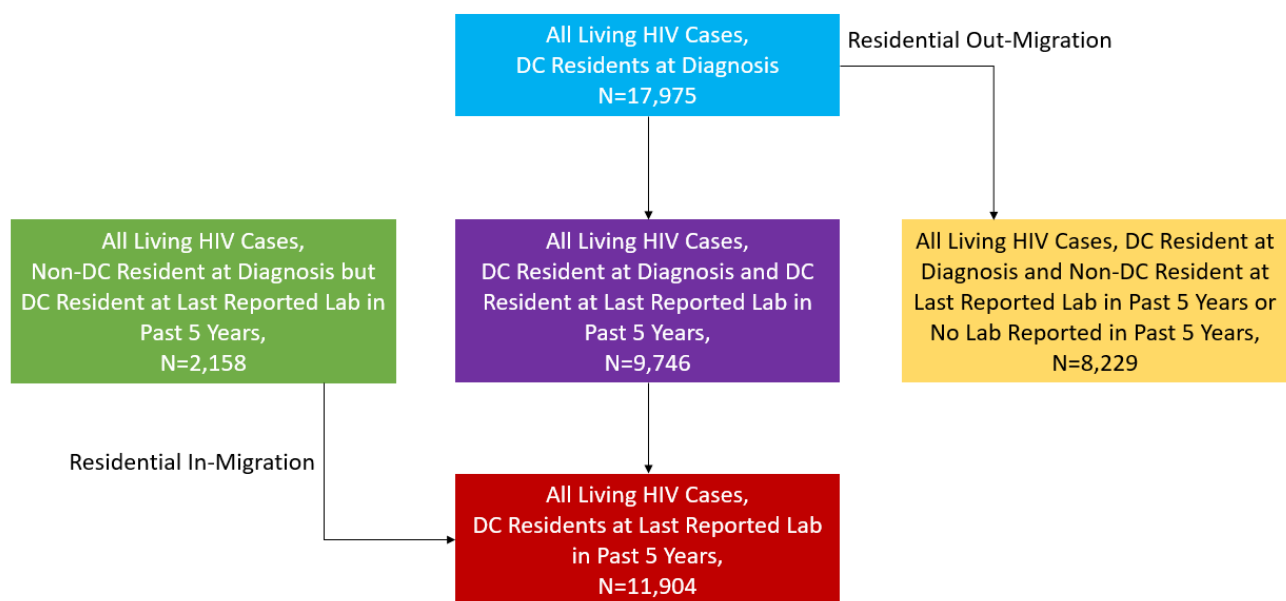 All Living HIV Cases,
DC Residents at Diagnosis
N=17,975
Residential Out-Migration
All Living HIV Cases,
Non-DC Resident at Diagnosis but
DC Resident at Last Reported Lab in
Past 5 Years,
N=2,158
All Living HIV Cases,
DC Resident at Diagnosis and DC
Resident at Last Reported Lab in
Past 5 Years,
N=9,746
All Living HIV Cases, DC Resident at
Diagnosis and Non-DC Resident at
Last Reported Lab in Past 5 Years or
No Lab Reported in Past 5 Years,
N=8,229
Residential In-Migration
All Living HIV Cases,
DC Residents at Last Reported Lab
in Past 5 Years,
N=11,904